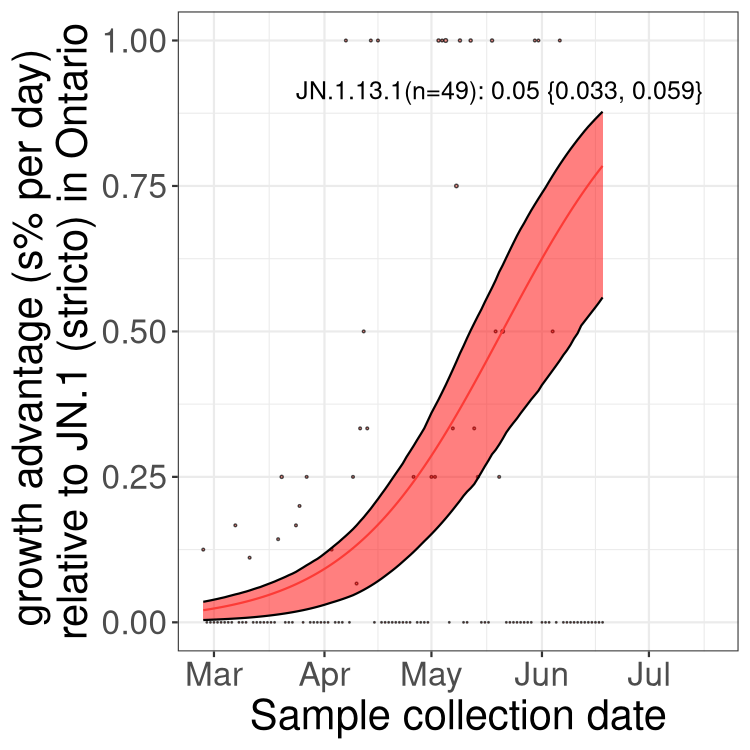 growth advantage (s% per day)
relative to JN.1 (stricto) in Ontario
1.00
0.75
0.50
0.25
0.00
JN.1.13.1(n=49): 0.05 {0.033, 0.059}
Mar Apr May Jun Jul
Sample collection date